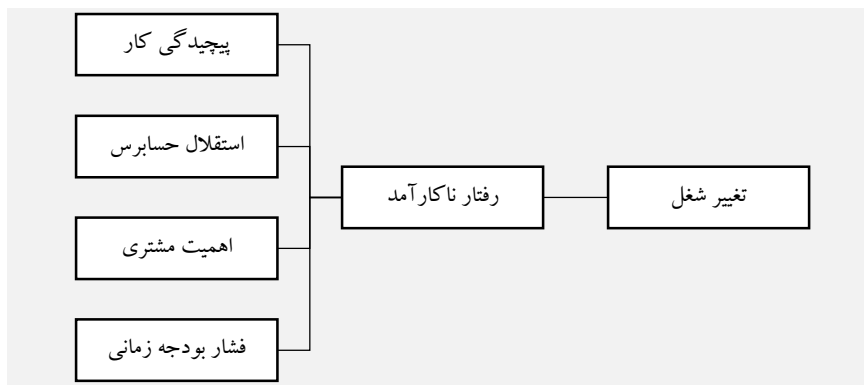 پیچیدگی کار
استقلال حسابرس
رفتار ناکارآمد
تغییر شغل
اهمیت مشتری
فشار بودجه زمانی